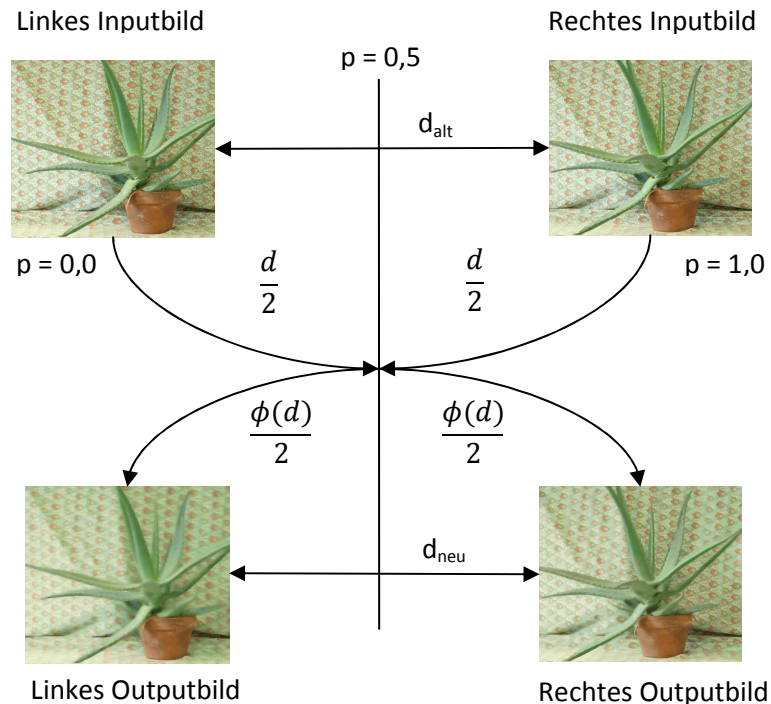 Linkes Inputbild
Rechtes Inputbild
p = 0,5
d_alt
p = 0,0
d/2
d/2
p = 1,0
ϕ(d)/2
ϕ(d)/2
d_neu
Linkes Outputbild
Rechtes Outputbild